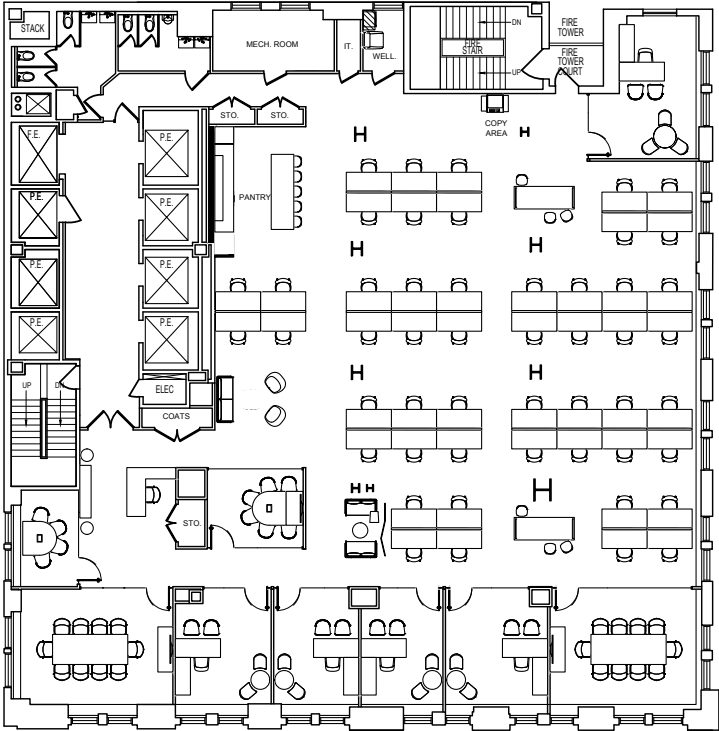 STACK
MECH. ROOM
IT.
WELL.
DN
FIRE
STAIR
UP
FIRE
TOWER
FIRE
TOWER
COURT
STO.
STO.
COPY
AREA
F.E.
P.E.
P.E.
P.E.
PANTRY
P.E.
P.E.
P.E.
P.E.
UP
DN
ELEC
COATS
STO.